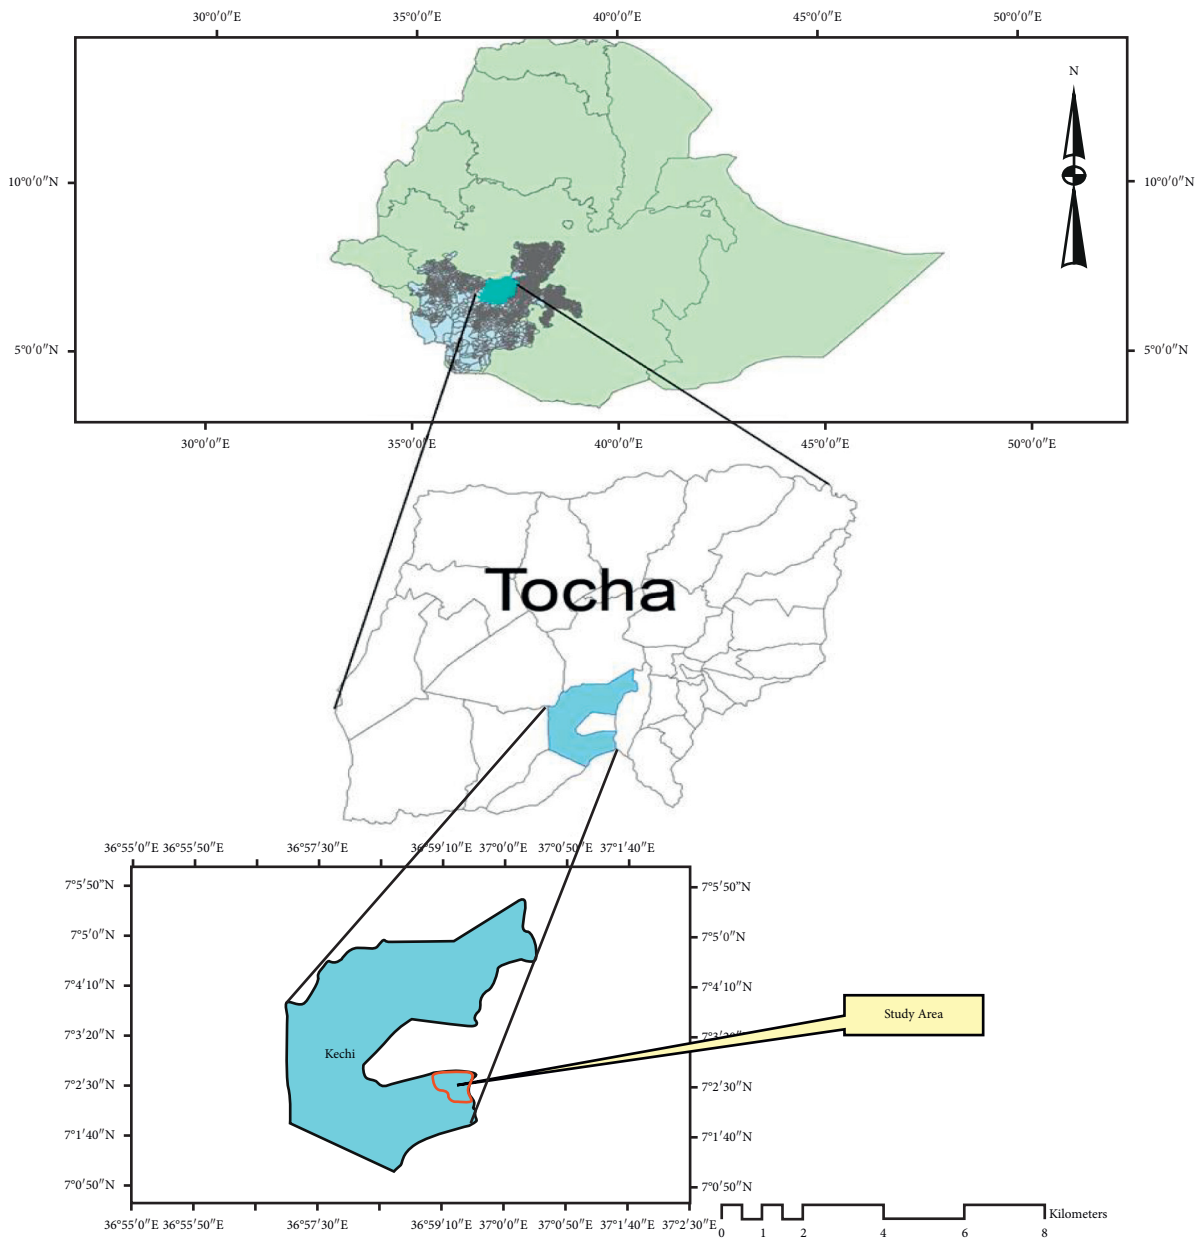 30°0′0″E 35°0′0″E 40°0′0″E 45°0′0″E 50°0′0″E
N
10°0′0″N 10°0′0″N
5°0′0″N 5°0′0″N
30°0′0″E 35°0′0″E 40°0′0″E 45°0′0″E 50°0′0″E
Tocha
36°55′0″E 36°55′50″E 36°57′30″E 36°59′10″E 37°0′0″E 37°0′50″E 37°1′40″E
7°5′50″N 7°5′50″N
7°5′0″N 7°5′0″N
7°4′10″N 7°4′10″N
Study Area
7°3′20″N
Kechi
7°2′30″N 7°2′30″N
7°1′40″N 7°1′40″N
7°0′50″N 7°0′50″N
36°55′0″E 36°55′50″E 36°57′30″E 36°59′10″E 37°0′0″E 37°0′50″E 37°1′40″E 37°2′30″E
Kilometers
0 1 2 4 6 8